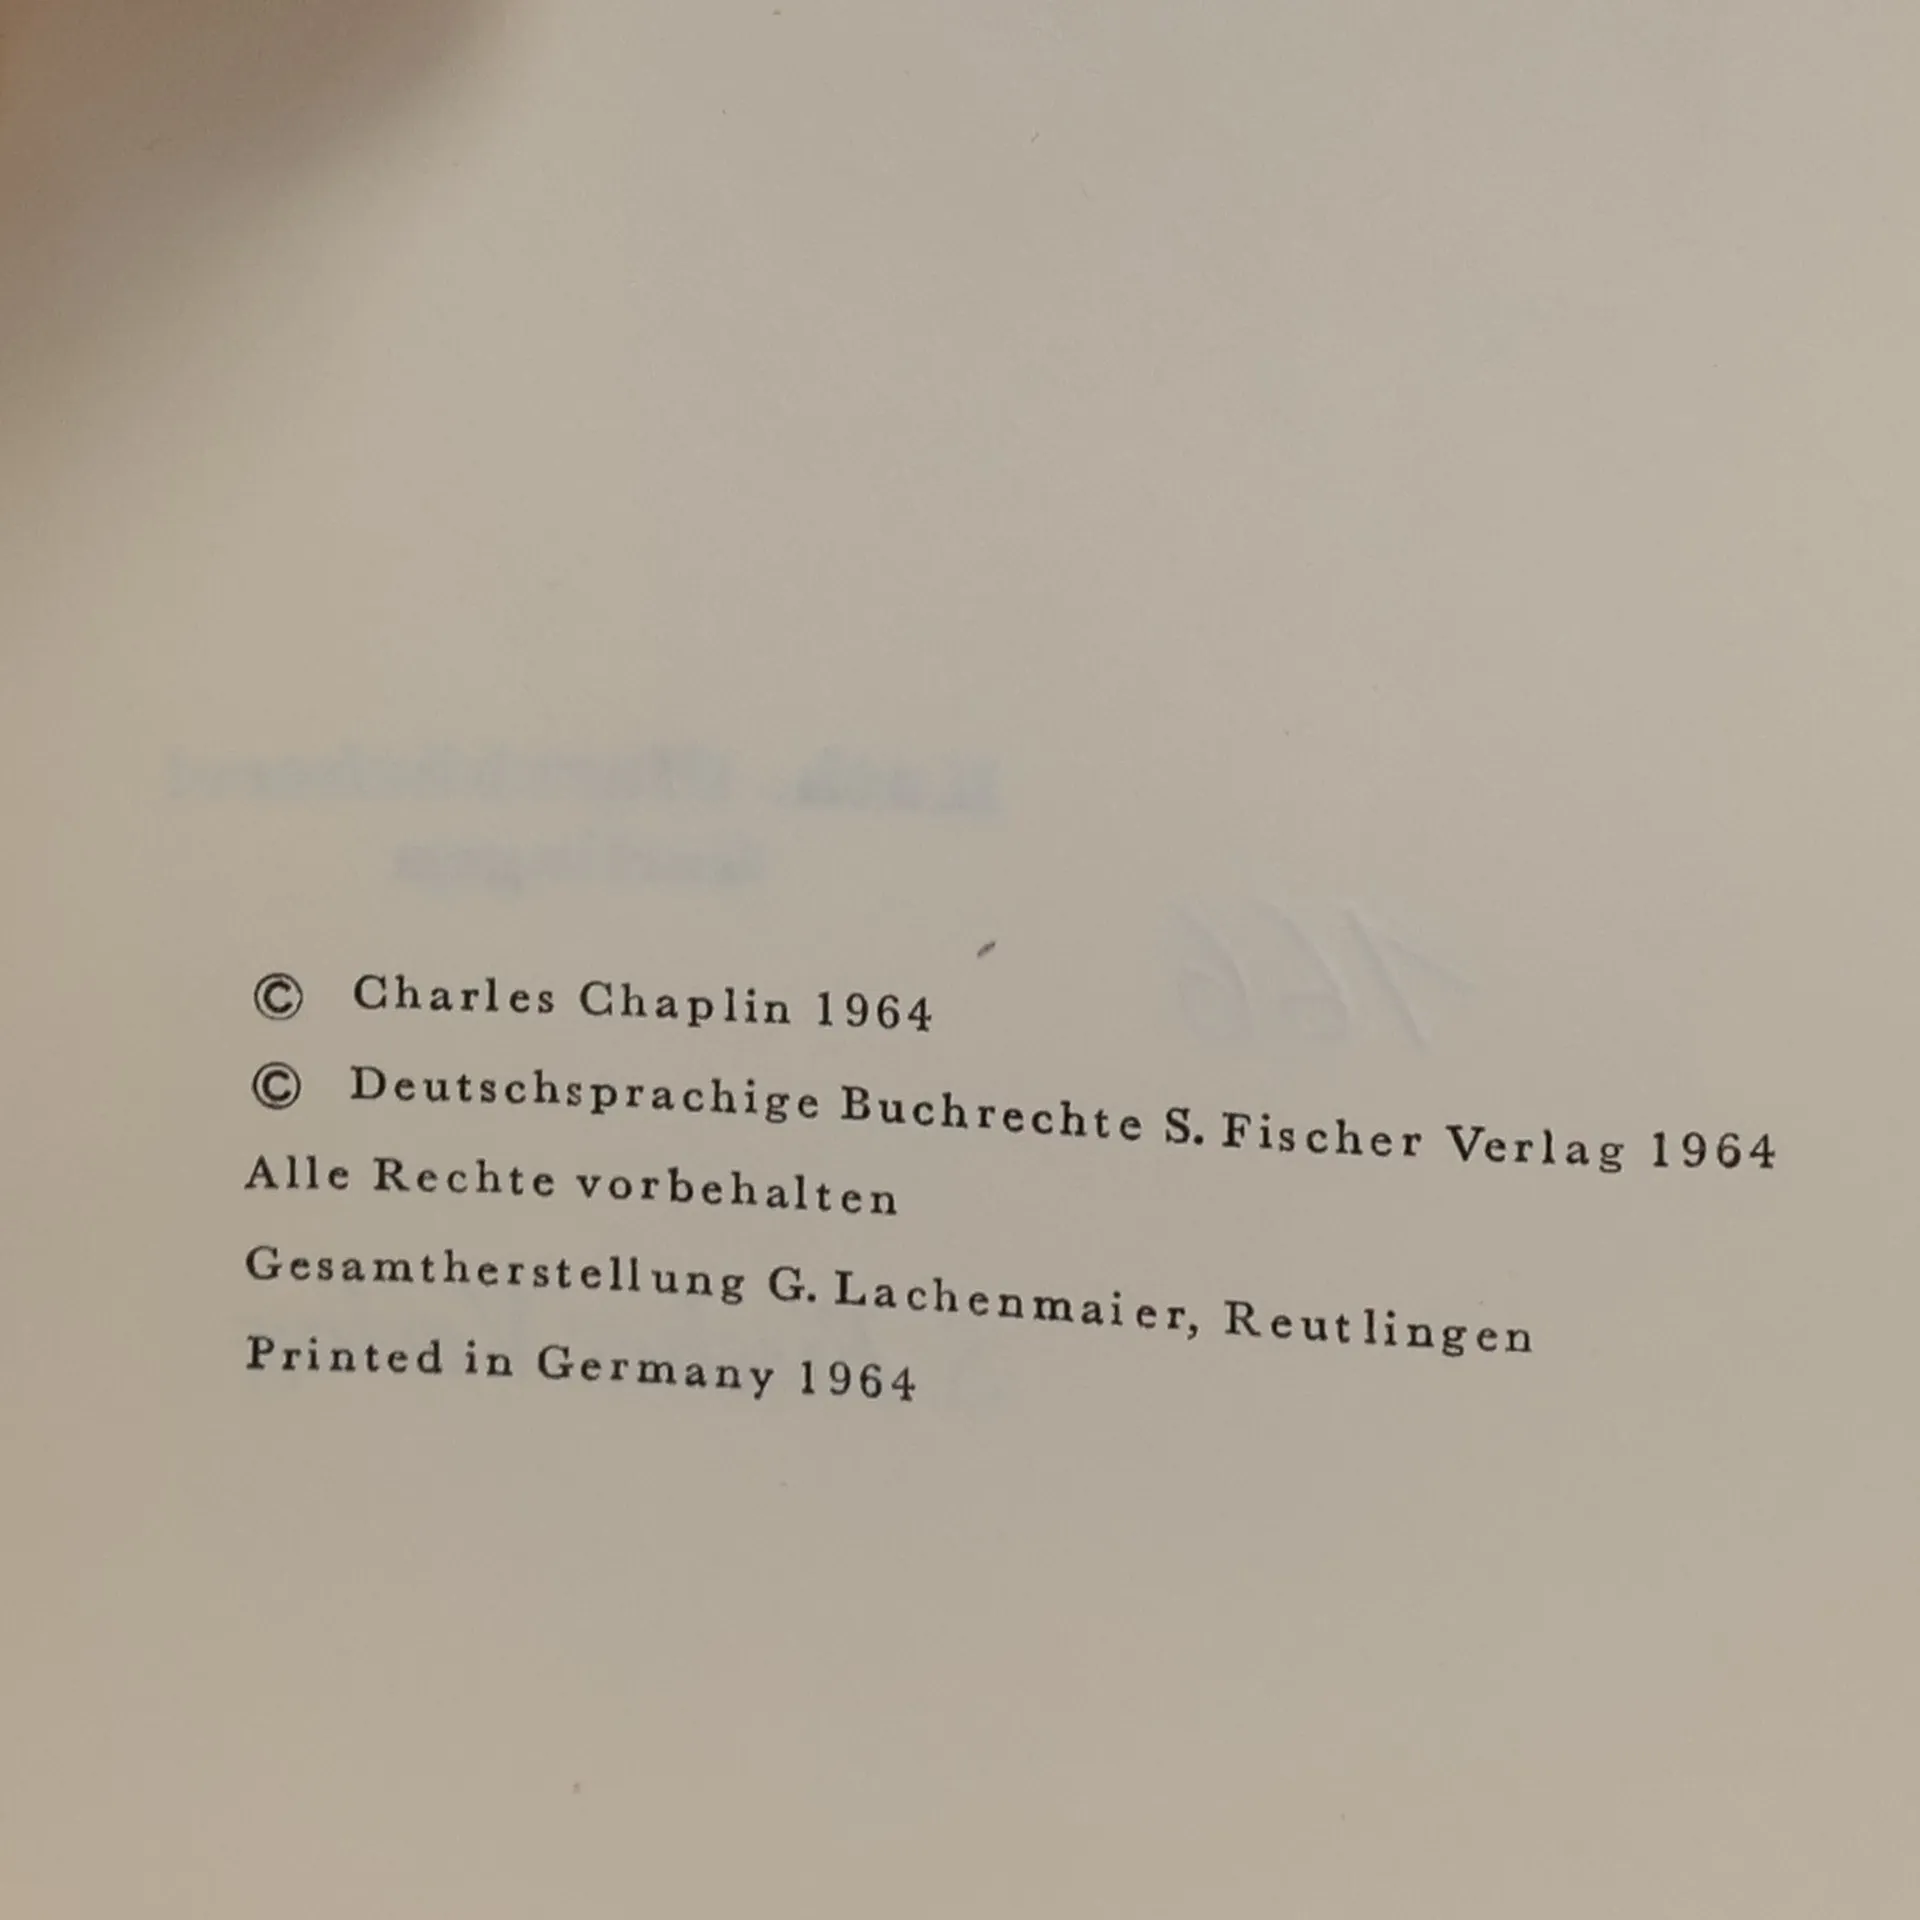 © Charles Chaplin 1964
© Deutschsprachige Buchrechte S. Fischer Verlag 1964
Alle Rechte vorbehalten
Gesamtherstellung G. Lachenmaier, Reutlingen
Printed in Germany 1964